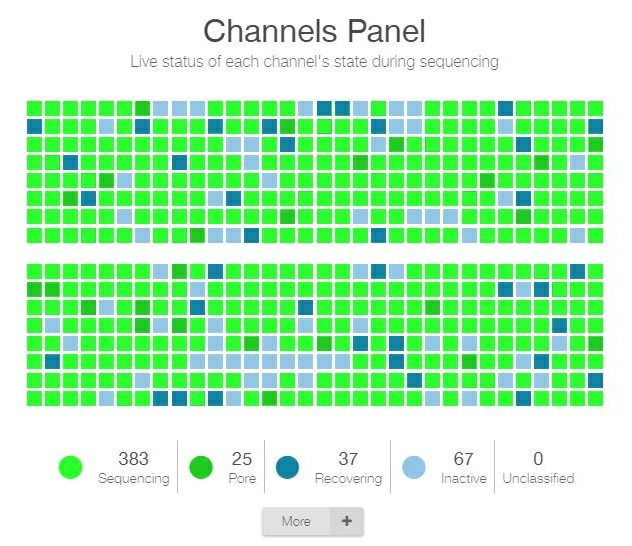 Channels Panel
Live status of each channel's state during sequencing
383
Sequencing
25
Pore
37
Recovering
67
Inactive
0
Unclassified
More +